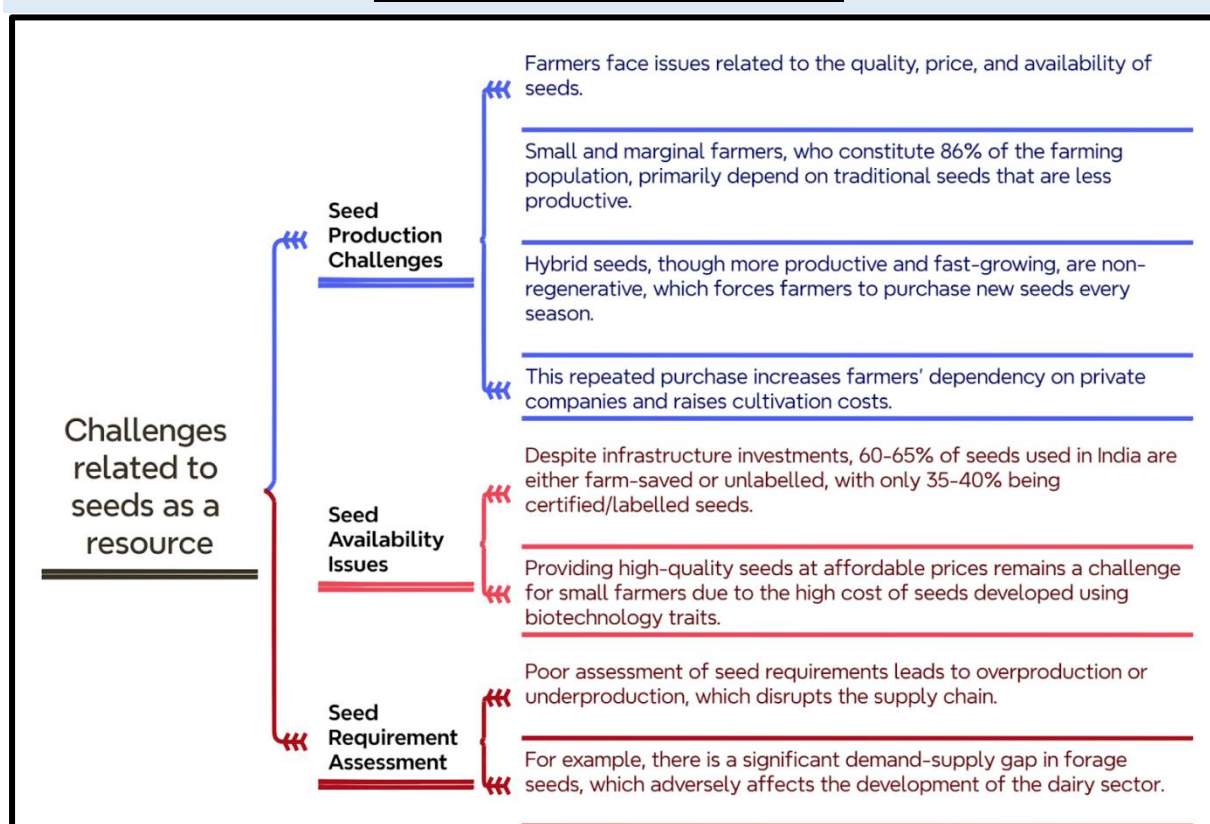 Challenges
related to
seeds as a
resource
Seed
Production
Challenges
Farmers face issues related to the quality, price, and availability of
seeds.
Small and marginal farmers, who constitute 86% of the farming
population, primarily depend on traditional seeds that are less
productive.
Hybrid seeds, though more productive and fast-growing, are non-
regenerative, which forces farmers to purchase new seeds every
season.
This repeated purchase increases farmers' dependency on private
companies and raises cultivation costs.
Seed
Availability
Issues
Despite infrastructure investments, 60-65% of seeds used in India are
either farm-saved or unlabelled, with only 35-40% being
certified/labelled seeds.
Providing high-quality seeds at affordable prices remains a challenge
for small farmers due to the high cost of seeds developed using
biotechnology traits.
Seed
Requirement
Assessment
Poor assessment of seed requirements leads to overproduction or
underproduction, which disrupts the supply chain.
For example, there is a significant demand-supply gap in forage
seeds, which adversely affects the development of the dairy sector.